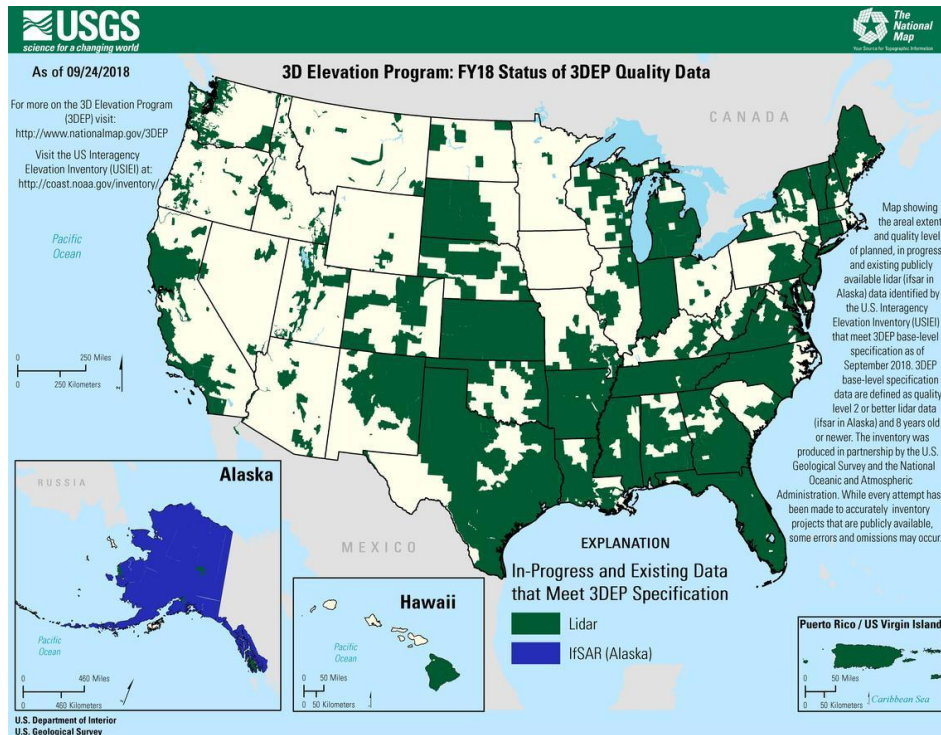 USGS
science for a changing world
The
National
Map
Your Source for Topographic Information
As of 09/24/2018
3D Elevation Program: FY18 Status of 3DEP Quality Data
For more on the 3D Elevation Program
(3DEP) visit:
http://www.nationalmap.gov/3DEP
Visit the US Interagency
Elevation Inventory (USIEI) at:
http://coast.noaa.gov/inventory/
CANADA
Pacific
Ocean
Map showing
the areal extent
and quality level
of planned, in progress
and existing publicly
available lidar (ifsar in
Alaska) data identified by
the U.S. Interagency
Elevation Inventory (USIEI)
that meet 3DEP base-level
specification as of
September 2018. 3DEP
base-level specification
data are defined as quality
level 2 or better lidar data
(ifsar in Alaska) and 8 years old
or newer. The inventory was
produced in partnership by the U.S.
Geological Survey and the National
Oceanic and Atmospheric
Administration. While every attempt has
been made to accurately inventory
projects that are publicly available,
some errors and omissions may occur.
0 250 Miles
0 250 Kilometers
MEXICO
Alaska
RUSSIA
Pacific
Ocean
0 460 Miles
0 460 Kilometers
Hawaii
Pacific
Ocean
0 50 Miles
0 50 Kilometers
EXPLANATION
In-Progress and Existing Data
that Meet 3DEP Specification
Lidar
IfSAR (Alaska)
Puerto Rico / US Virgin Island
0 50 Miles
0 50 Kilometers
Caribbean Sea
U.S. Department of Interior
U.S. Geological Survey